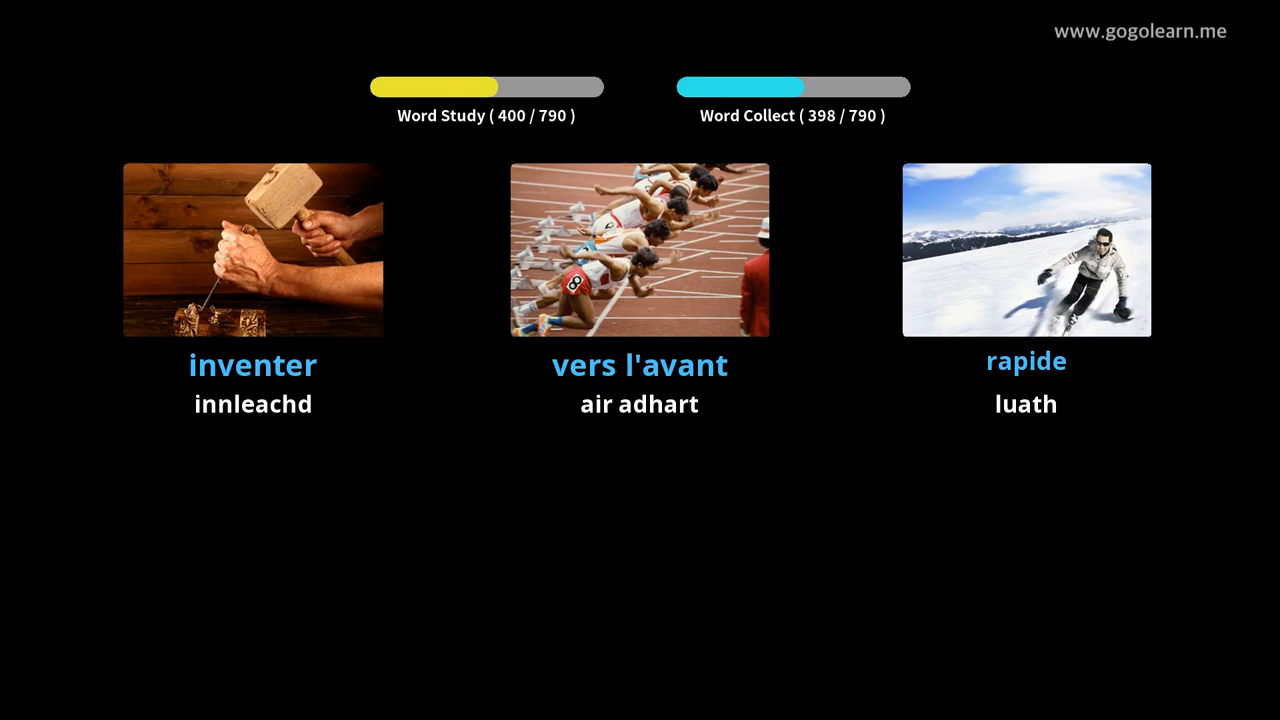 www.gogolearn.me
Word Study ( 400 / 790 )
Word Collect ( 398 / 790 )
8
inventer
vers l'avant
rapide
innleachd
air adhart
luath